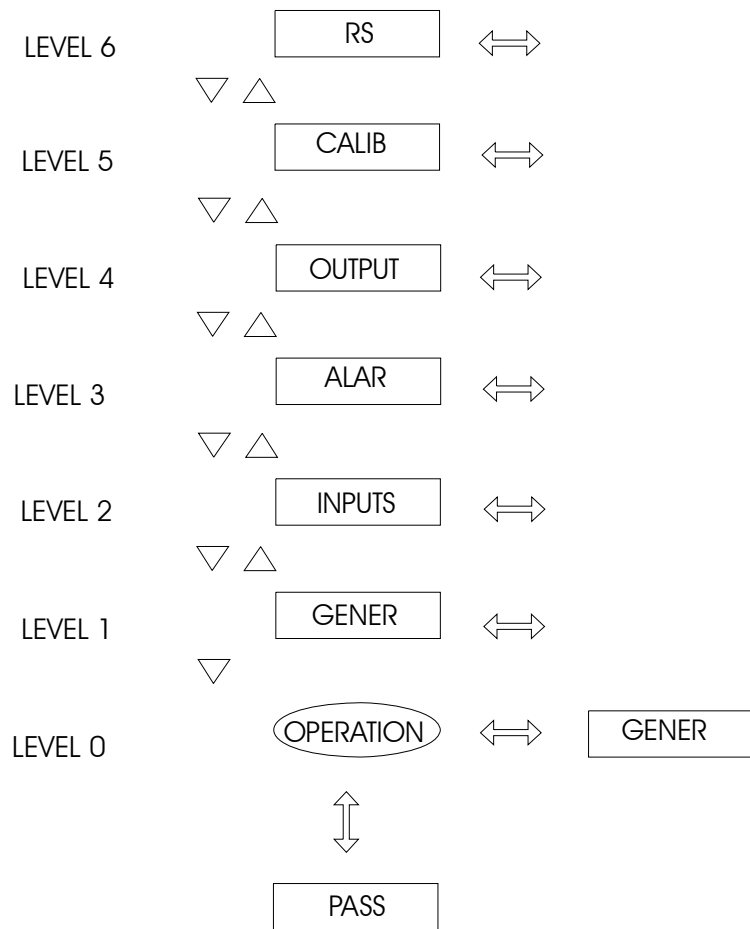 LEVEL 6 RS
LEVEL 5 CALIB
LEVEL 4 OUTPUT
LEVEL 3 ALAR
LEVEL 2 INPUTS
LEVEL 1 GENER
LEVEL 0 OPERATION GENER
PASS